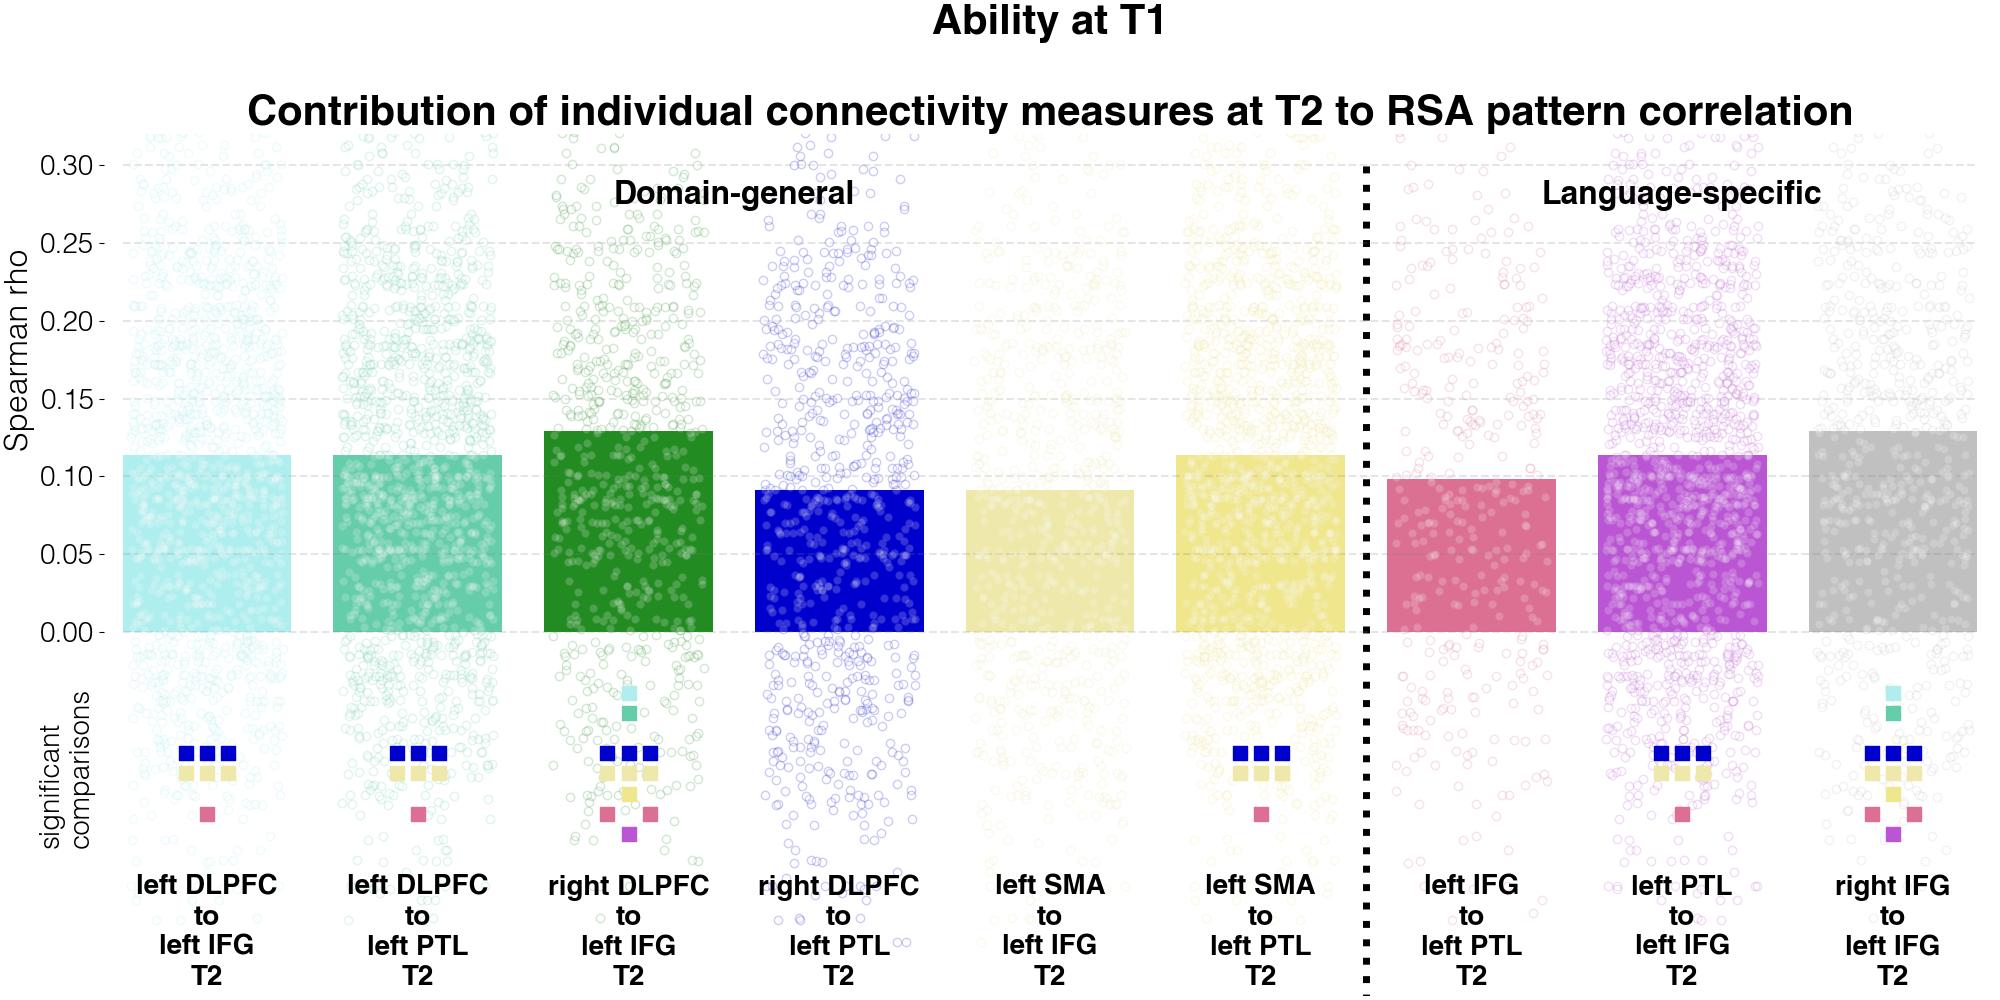 Ability at T1
Contribution of individual connectivity measures at T2 to RSA pattern correlation
Domain-general
Language-specific
Spearman rho
0.30
0.25
0.20
0.15
0.10
0.05
0.00
significant
comparisons
left DLPFC
to
left IFG
T2
left DLPFC
to
left PTL
T2
right DLPFC
to
left IFG
T2
right DLPFC
to
left PTL
T2
left SMA
to
left IFG
T2
left SMA
to
left PTL
T2
left IFG
to
left PTL
T2
left PTL
to
left IFG
T2
right IFG
to
left IFG
T2